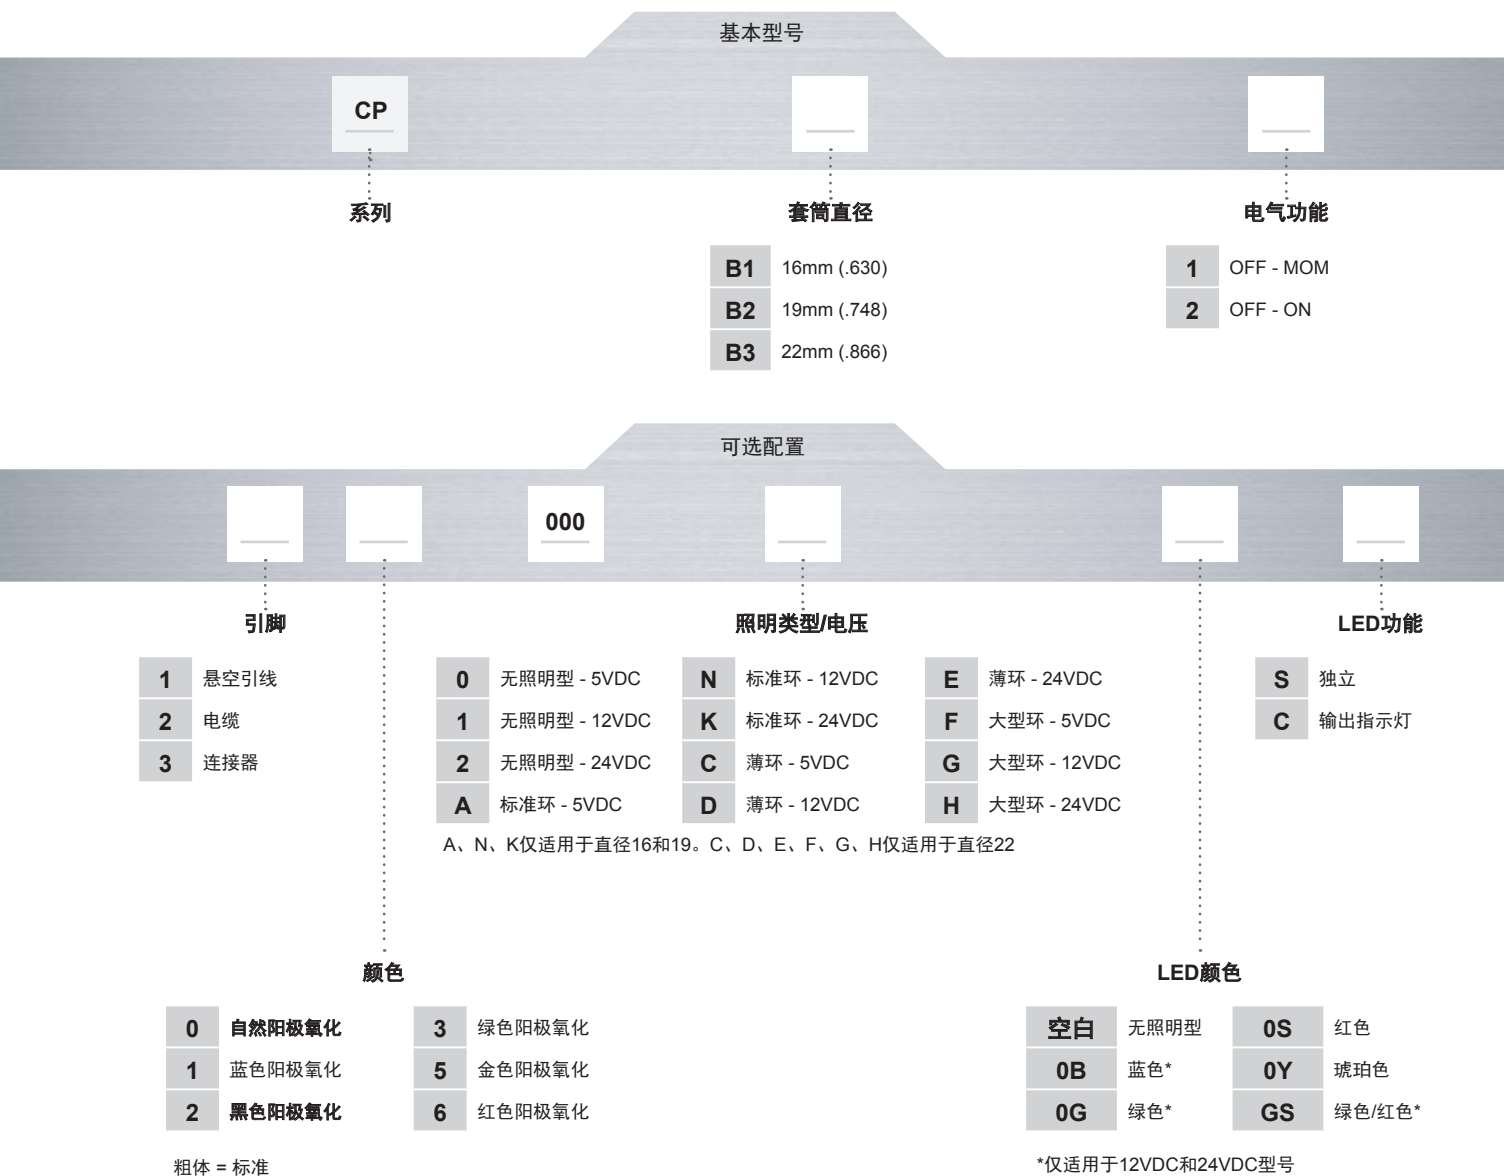 基本型号
CP
系列
套筒直径
电气功能
B1 16mm (.630)
B2 19mm (.748)
B3 22mm (.866)
1 OFF - MOM
2 OFF - ON
可选配置
000
引脚
照明类型/电压
LED功能
1 悬空引线
2 电缆
3 连接器
0 无照明型 - 5VDC
1 无照明型 - 12VDC
2 无照明型 - 24VDC
A 标准环 - 5VDC
N 标准环 - 12VDC
K 标准环 - 24VDC
C 薄环 - 5VDC
D 薄环 - 12VDC
E 薄环 - 24VDC
F 大型环 - 5VDC
G 大型环 - 12VDC
H 大型环 - 24VDC
A、N、K仅适用于直径16和19。C、D、E、F、G、H仅适用于直径22
S 独立
C 输出指示灯
颜色
0 自然阳极氧化
1 蓝色阳极氧化
2 黑色阳极氧化
3 绿色阳极氧化
5 金色阳极氧化
6 红色阳极氧化
粗体 = 标准
LED颜色
空白 无照明型
0B 蓝色*
0G 绿色*
0S 红色
0Y 琥珀色
GS 绿色/红色*
*仅适用于12VDC和24VDC型号